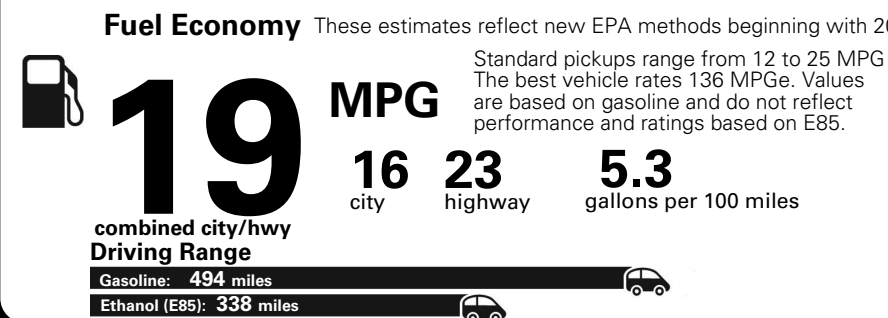 Fuel Economy These estimates reflect new EPA methods beginning with
Standard pickups range from 12 to 25 MPG
The best vehicle rates 136 MPGe. Values
are based on gasoline and do not reflect
performance and ratings based on E85.
19 MPG
combined city/hwy
16 city
23 highway
5.3 gallons per 100 miles
Driving Range
Gasoline: 494 miles
Ethanol (E85): 338 miles